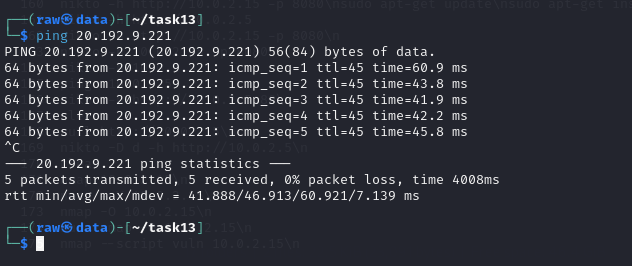 ┌──(raw㉿data)-[~/task13]
└─$ ping 20.192.9.221
PING 20.192.9.221 (20.192.9.221) 56(84) bytes of data.
64 bytes from 20.192.9.221: icmp_seq=1 ttl=45 time=60.9 ms
64 bytes from 20.192.9.221: icmp_seq=2 ttl=45 time=43.8 ms
64 bytes from 20.192.9.221: icmp_seq=3 ttl=45 time=41.9 ms
64 bytes from 20.192.9.221: icmp_seq=4 ttl=45 time=42.2 ms
64 bytes from 20.192.9.221: icmp_seq=5 ttl=45 time=45.8 ms
^C
--- 20.192.9.221 ping statistics ---
5 packets transmitted, 5 received, 0% packet loss, time 4008ms
rtt min/avg/max/mdev = 41.888/46.913/60.921/7.139 ms
┌──(raw㉿data)-[~/task13]
└─$